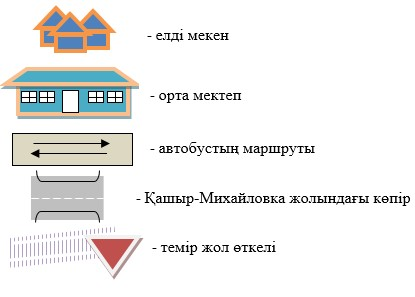 - елді мекен
- орта мектеп
- автобустың маршруты
- Қашыр-Михайловка жолындағы көпір
- темір жол өткелі